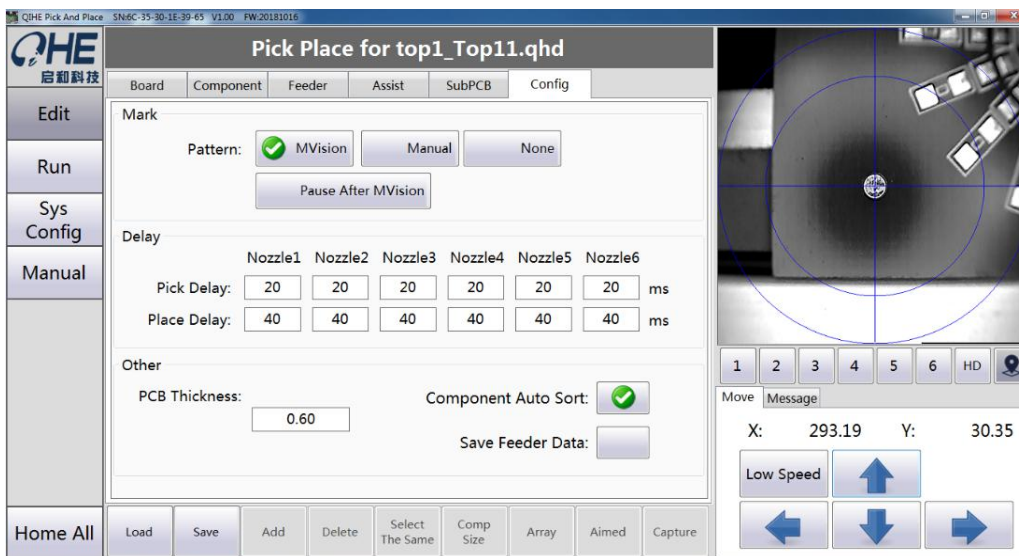 QIHE Pick And Place SN:6C-35-30-1E-39-65 V1.00 FW:20181016
QHE
启和科技
Edit
Run
Sys
Config
Manual
Home All
Pick Place for top1_Top11.qhd
Board Component Feeder Assist SubPCB Config
Mark
Pattern: MVision Manual None
Pause After MVision
Delay
Nozzle1 Nozzle2 Nozzle3 Nozzle4 Nozzle5 Nozzle6
Pick Delay: 20 20 20 20 20 20 ms
Place Delay: 40 40 40 40 40 40 ms
Other
PCB Thickness:
0.60
Component Auto Sort:
Save Feeder Data:
Load Save Add Delete Select The Same Comp Size Array Aimed Capture
1 2 3 4 5 6 HD
Move Message
X: 293.19 Y: 30.35
Low Speed